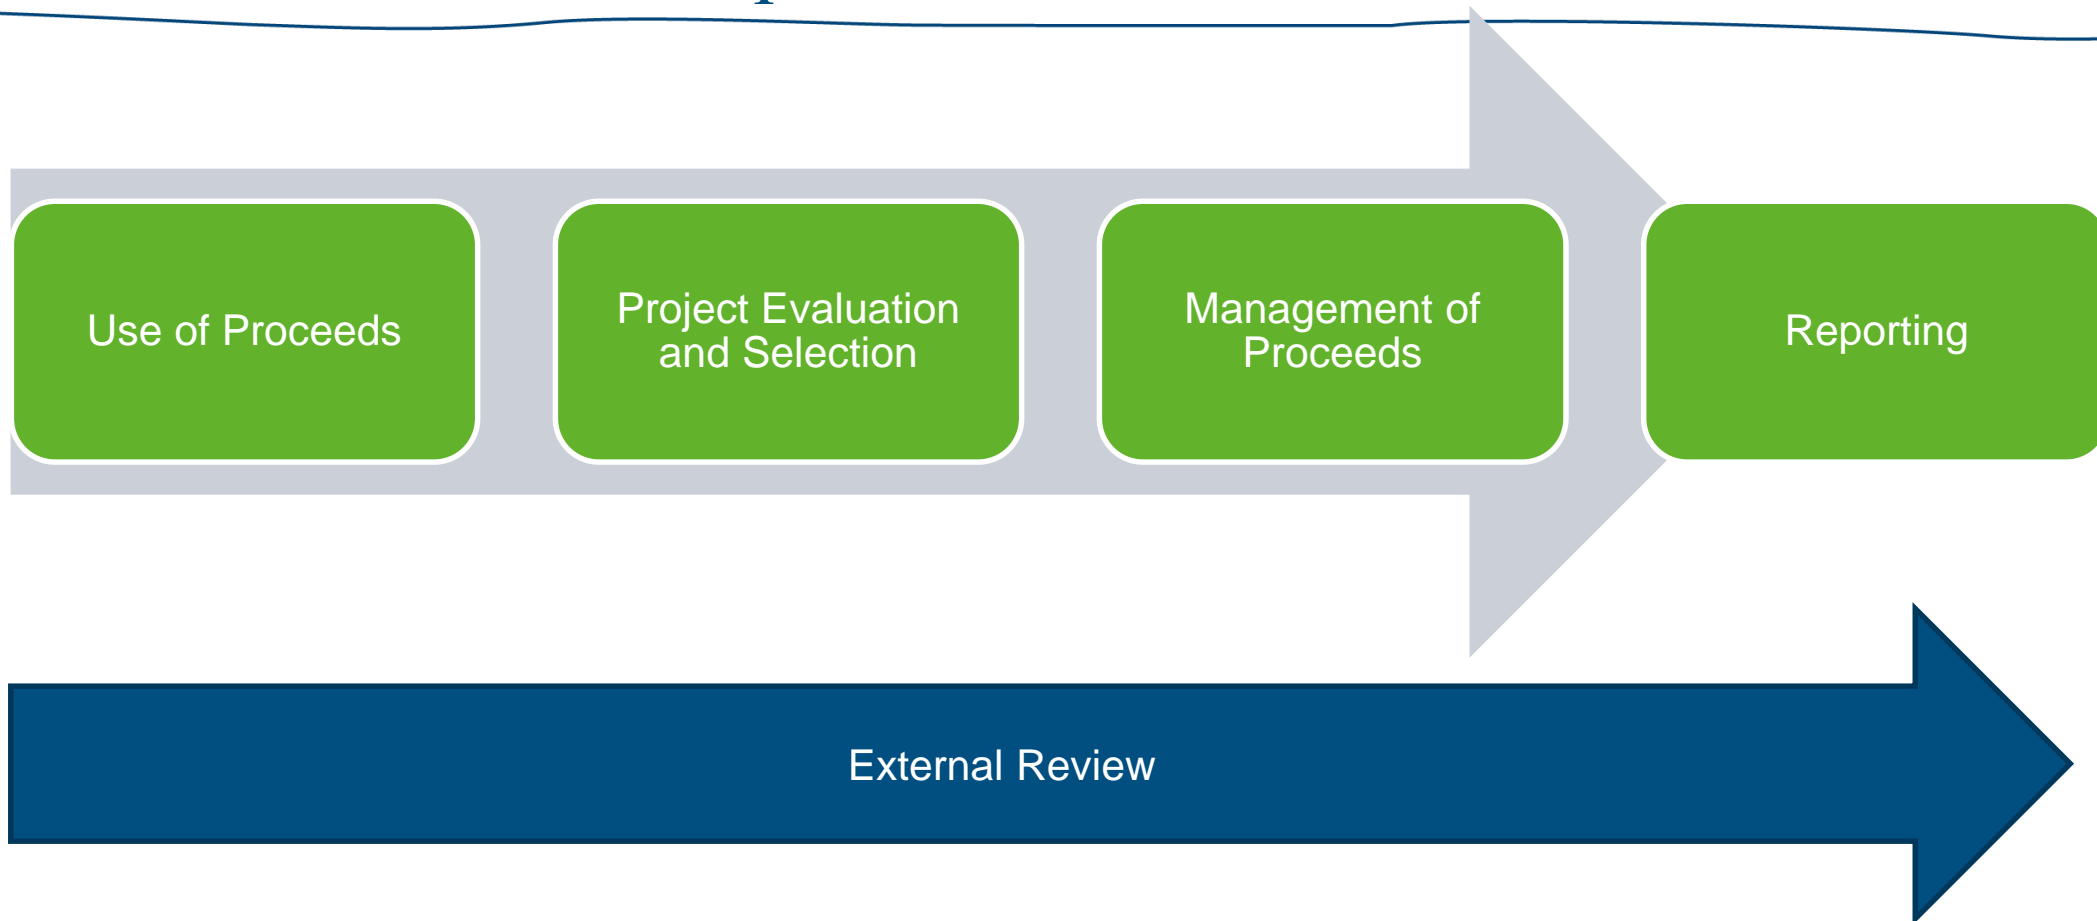 Use of Proceeds
Project Evaluation
and Selection
Management of
Proceeds
Reporting
External Review